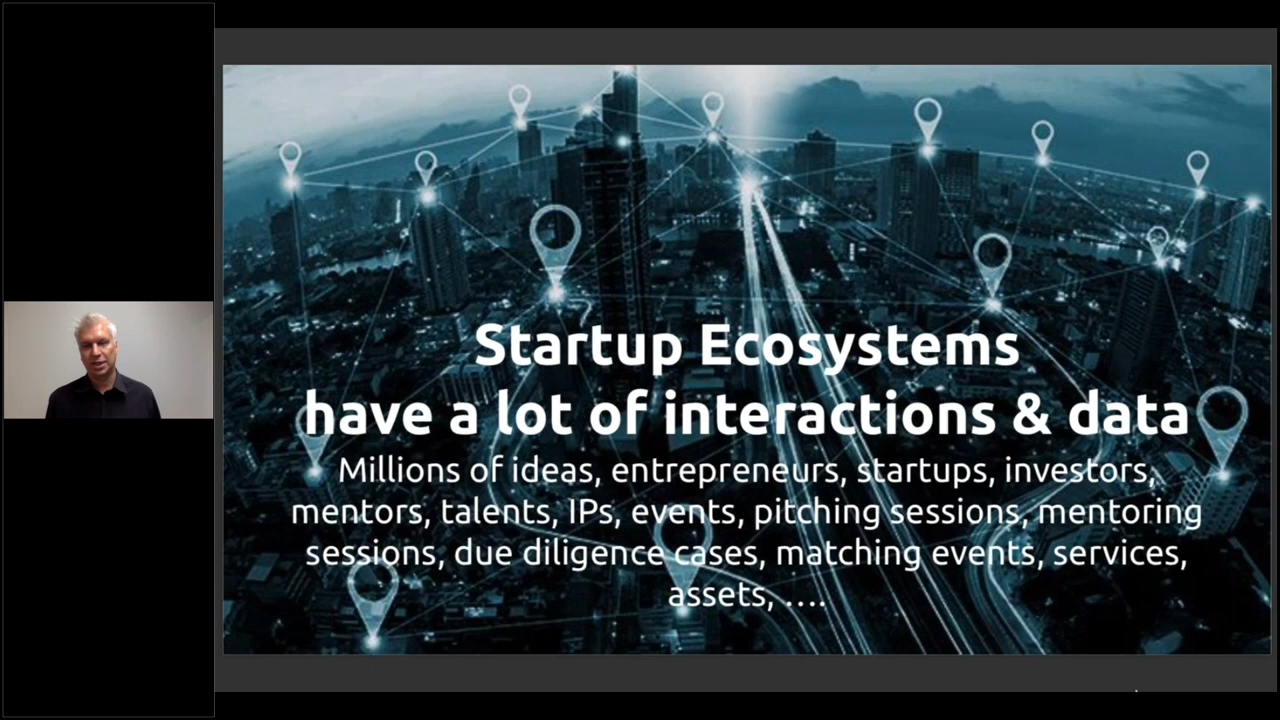 Startup Ecosystems
have a lot of interactions & data
Millions of ideas, entrepreneurs, startups, investors,
mentors, talents, IPs, events, pitching sessions, mentoring
sessions, due diligence cases, matching events, services,
assets, ....